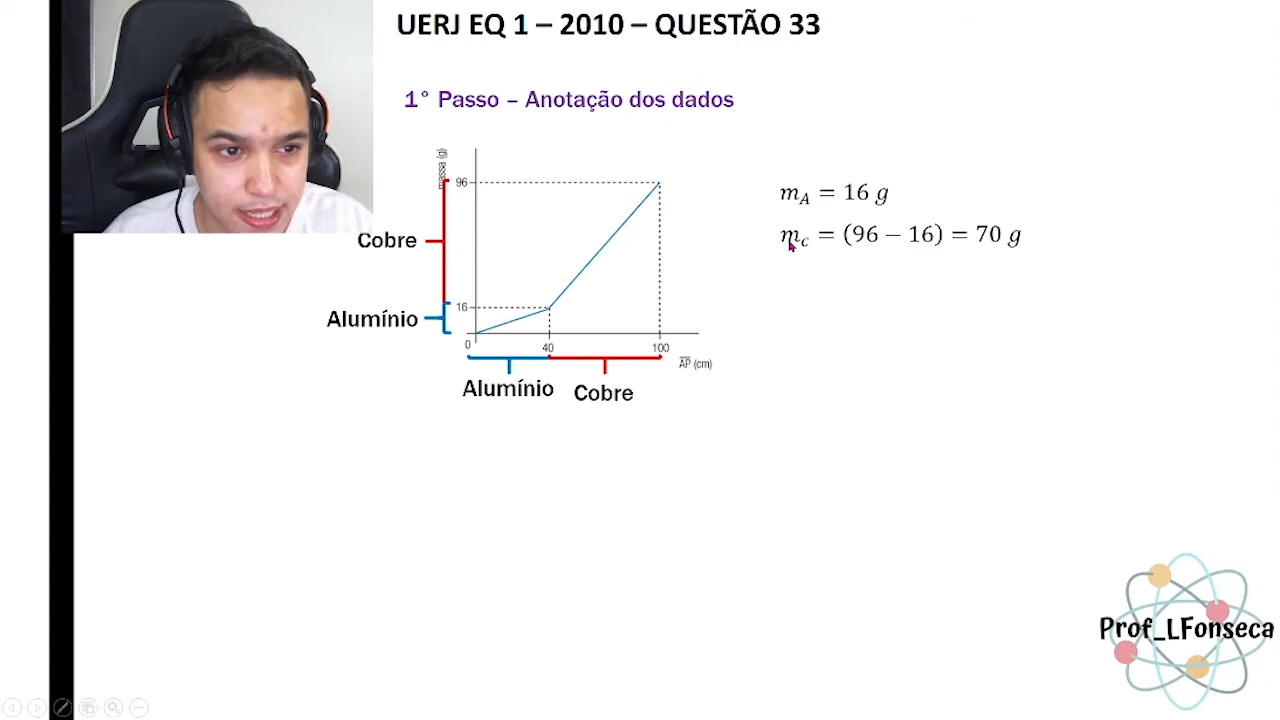 UERJ EQ 1 – 2010 – QUESTÃO 33
1° Passo – Anotação dos dados
massa (g)
96
m_A = 16 g
m_c = (96 − 16) = 70 g
Cobre
16
Alumínio
0
40
100
AP (cm)
Alumínio
Cobre
Prof_LFonseca